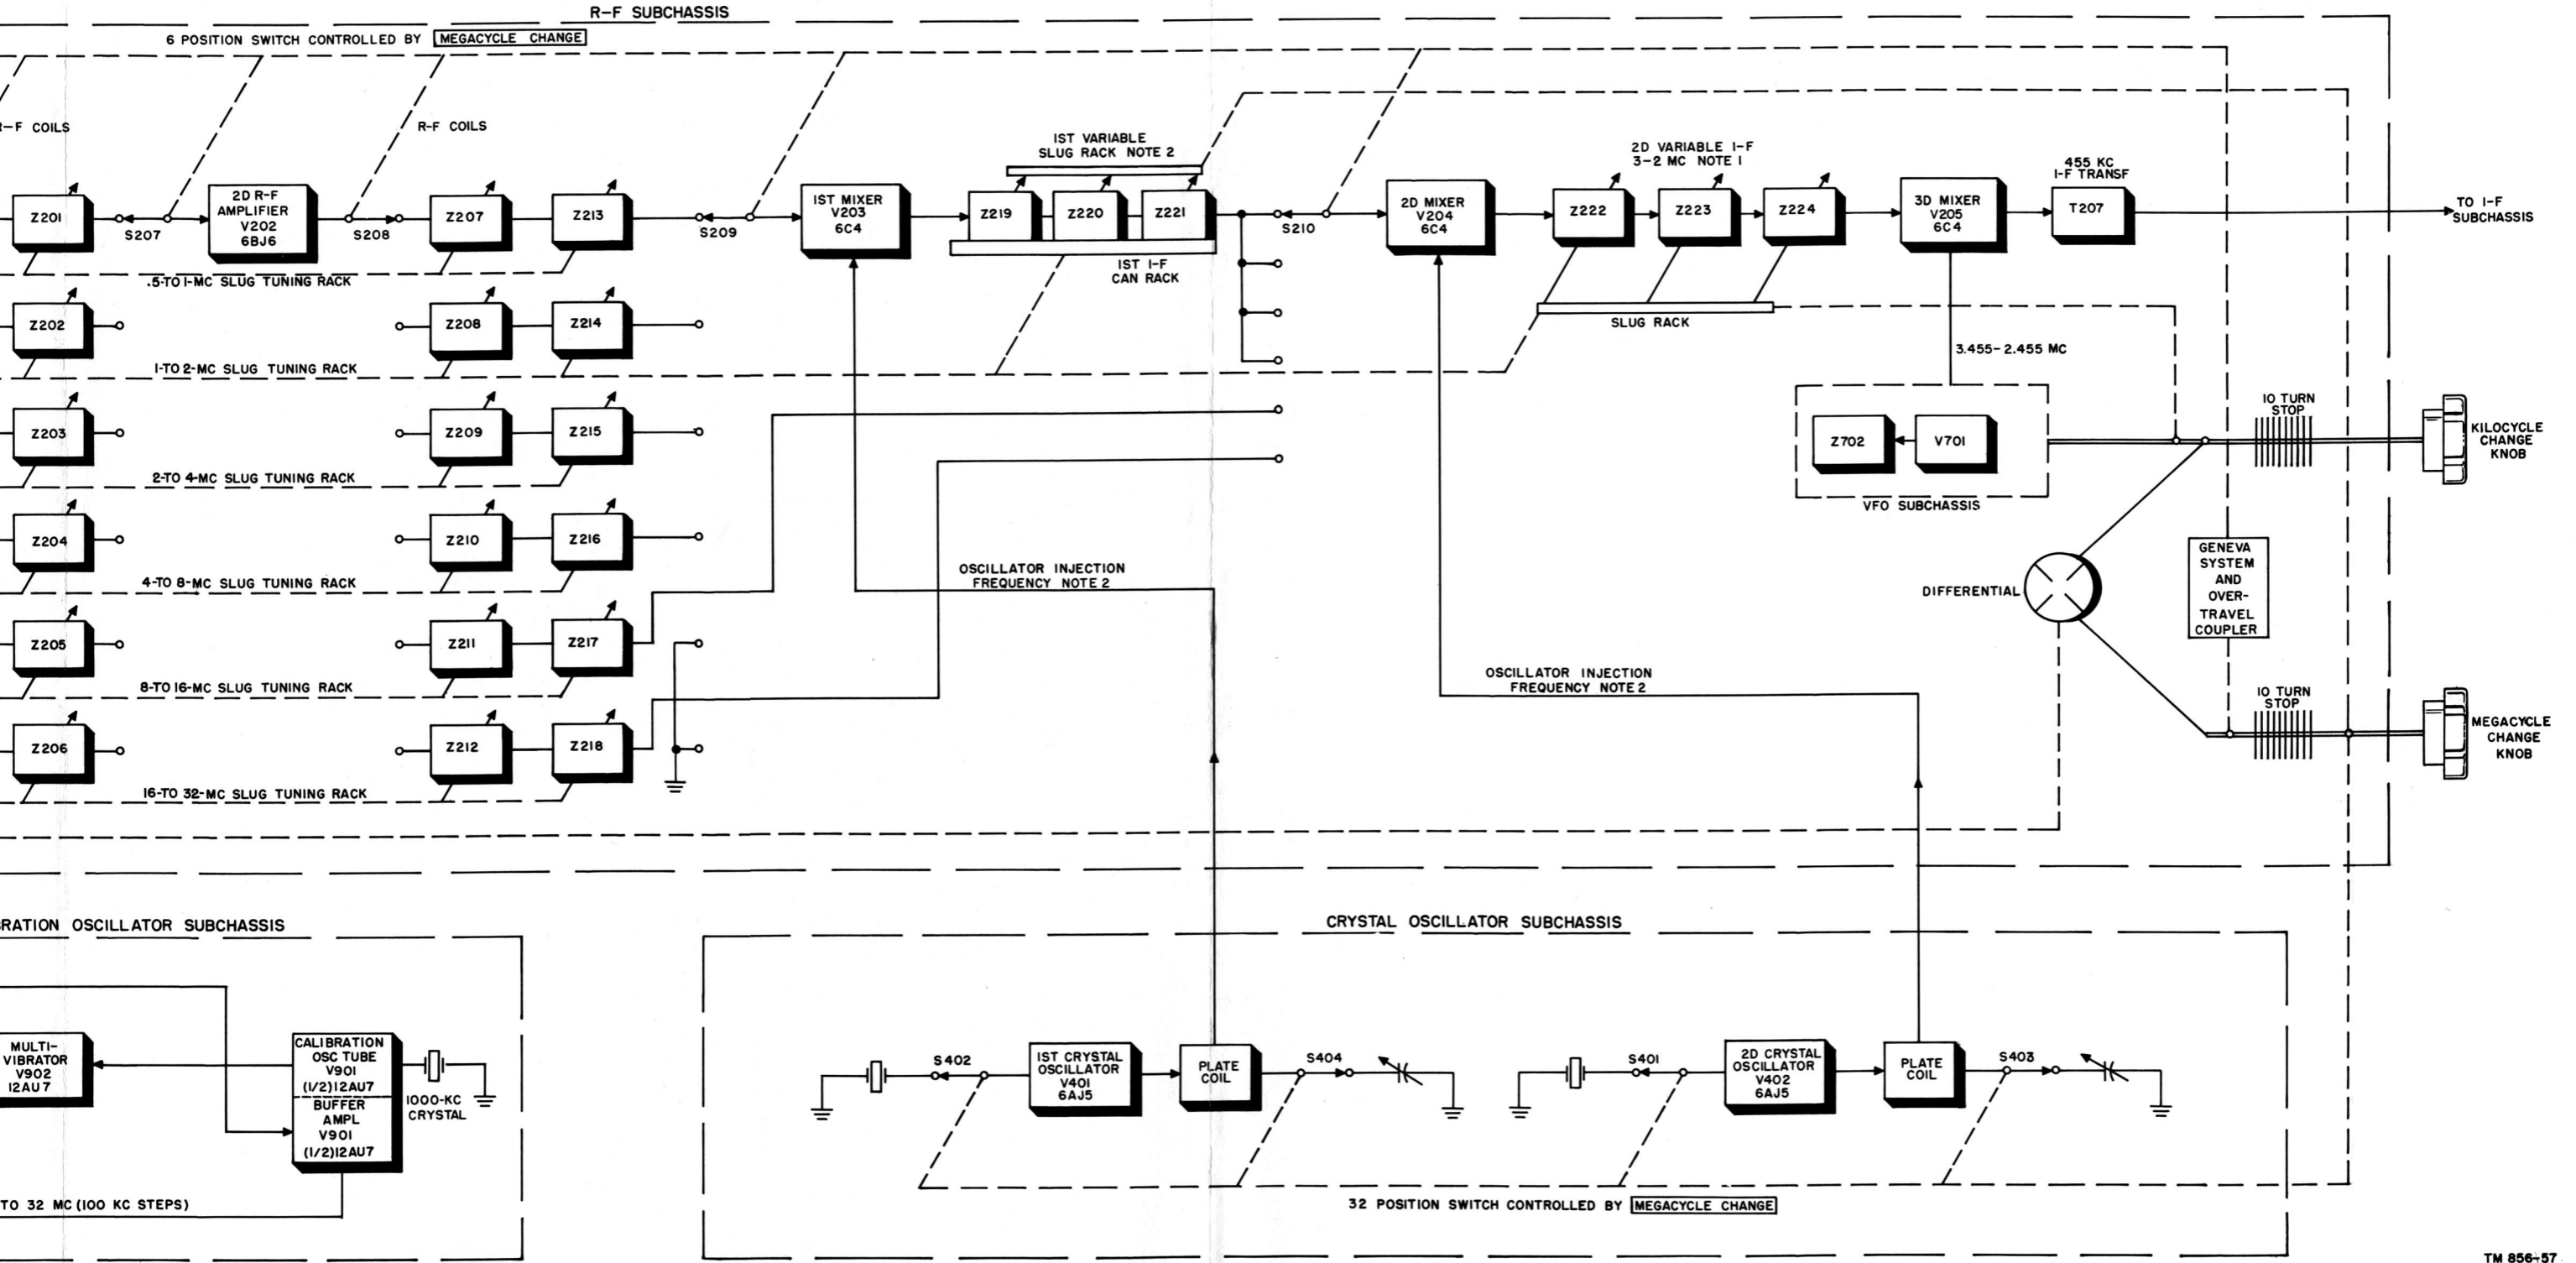 R-F SUBCHASSIS
6 POSITION SWITCH CONTROLLED BY MEGACYCLE CHANGE
R-F COILS
R-F COILS
1ST VARIABLE
SLUG RACK NOTE 2
2D VARIABLE I-F
3-2 MC NOTE 1
455 KC
I-F TRANSF
Z201
S207
2D R-F
AMPLIFIER
V202
6BJ6
S208
Z207
Z213
S209
1ST MIXER
V203
6C4
Z219
Z220
Z221
S210
2D MIXER
V204
6C4
Z222
Z223
Z224
3D MIXER
V205
6C4
T207
TO I-F
SUBCHASSIS
1ST I-F
CAN RACK
.5-TO 1-MC SLUG TUNING RACK
Z202
Z208
Z214
SLUG RACK
3.455-2.455 MC
1-TO 2-MC SLUG TUNING RACK
Z203
Z209
Z215
Z702
V701
VFO SUBCHASSIS
10 TURN
STOP
KILOCYCLE
CHANGE
KNOB
2-TO 4-MC SLUG TUNING RACK
Z204
Z210
Z216
OSCILLATOR INJECTION
FREQUENCY NOTE 2
DIFFERENTIAL
GENEVA
SYSTEM
AND
OVER-
TRAVEL
COUPLER
4-TO 8-MC SLUG TUNING RACK
Z205
Z211
Z217
8-TO 16-MC SLUG TUNING RACK
OSCILLATOR INJECTION
FREQUENCY NOTE 2
10 TURN
STOP
MEGACYCLE
CHANGE
KNOB
Z206
Z212
Z218
16-TO 32-MC SLUG TUNING RACK
BRATION OSCILLATOR SUBCHASSIS
CRYSTAL OSCILLATOR SUBCHASSIS
MULTI-
VIBRATOR
V902
12AU7
CALIBRATION
OSC TUBE
V901
(1/2)12AU7
BUFFER
AMPL
V901
(1/2)12AU7
1000-KC
CRYSTAL
S402
1ST CRYSTAL
OSCILLATOR
V401
6AJ5
PLATE
COIL
S404
S401
2D CRYSTAL
OSCILLATOR
V402
6AJ5
PLATE
COIL
S403
TO 32 MC (100 KC STEPS)
32 POSITION SWITCH CONTROLLED BY MEGACYCLE CHANGE
TM 856-57